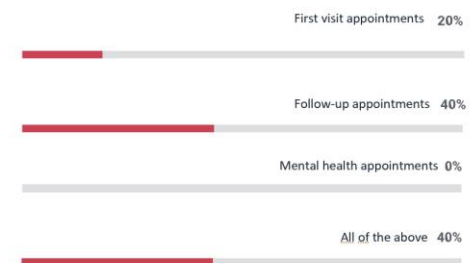 First visit appointments 20%
Follow-up appointments 40%
Mental health appointments 0%
All of the above 40%